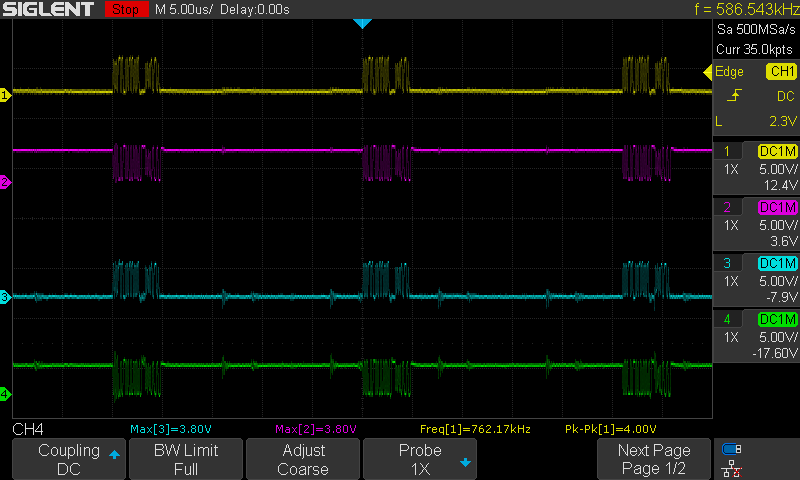 SIGLENT Stop M 5.00us/ Delay:0.00s f = 586.543kHz
Sa 500MSa/s
Curr 35.0kpts
Edge CH1
DC
L 2.3V
1 DC1M
1X 5.00V/
12.4V
2 DC1M
1X 5.00V/
3.6V
3 DC1M
1X 5.00V/
-7.9V
4 DC1M
1X 5.00V/
-17.60V
1
2
3
4
CH4 Max[3]=3.80V Max[2]=3.80V Freq[1]=762.17kHz Pk-Pk[1]=4.00V
Coupling BW Limit Adjust Probe Next Page
DC Full Coarse 1X Page 1/2